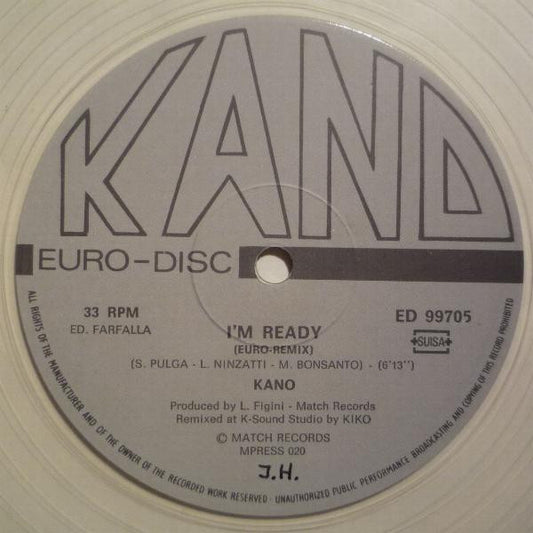 KANO
EURO-DISC
33 RPM
ED. FARFALLA
ED 99705
+SUISA+
I'M READY
(EURO-REMIX)
(S. PULGA - L. NINZATTI - M. BONSANTO) - (6'13'')
KANO
Produced by L. Figini - Match Records
Remixed at K-Sound Studio by KIKO
© MATCH RECORDS
MPRESS 020
J.H.
ALL RIGHTS OF THE MANUFACTURER AND OF THE OWNER OF THE RECORDED WORK RESERVED - UNAUTHORIZED PUBLIC PERFORMANCE BROADCASTING AND COPYING OF THIS RECORD PROHIBITED